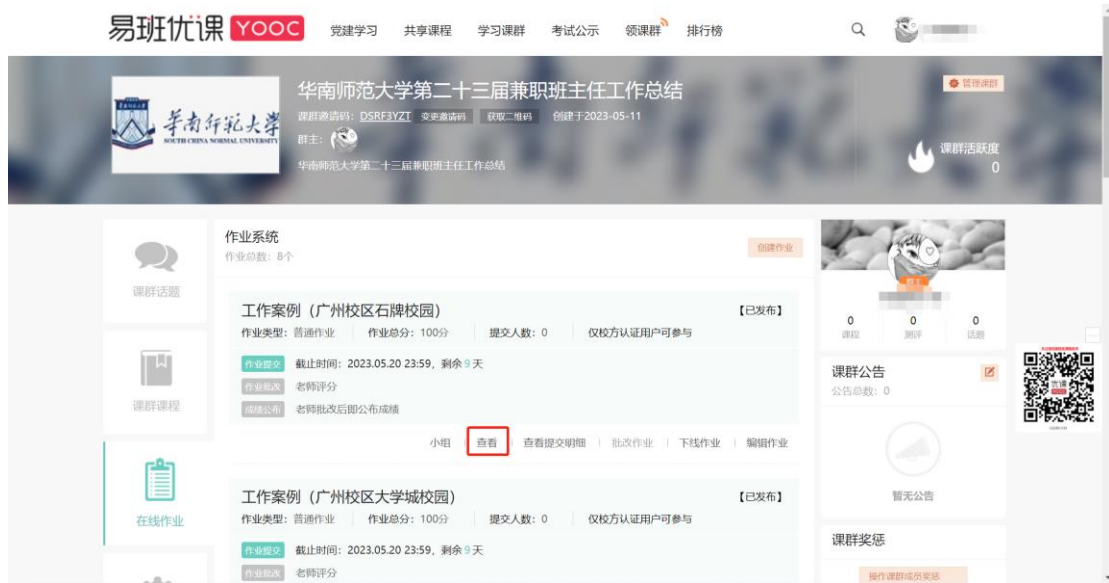 易班优课 YOOC 党建学习 共享课程 学习课群 考试公示 领课群 排行榜
华南师范大学
SOUTH CHINA NORMAL UNIVERSITY
华南师范大学第二十三届兼职班主任工作总结
管理课群
课群邀请码：DSRF3YZT 变更邀请码 获取二维码 创建于2023-05-11
群主：
华南师范大学第二十三届兼职班主任工作总结
课群活跃度
0
课群话题
课群课程
在线作业
作业系统
作业总数：8个
创建作业
工作案例（广州校区石牌校园） 【已发布】
作业类型：普通作业 作业总分：100分 提交人数：0 仅校方认证用户可参与
作业提交 截止时间：2023.05.20 23:59，剩余9天
作业批改 老师评分
成绩公布 老师批改后即公布成绩
小组 查看 查看提交明细 批改作业 下线作业 编辑作业
工作案例（广州校区大学城校园） 【已发布】
作业类型：普通作业 作业总分：100分 提交人数：0 仅校方认证用户可参与
作业提交 截止时间：2023.05.20 23:59，剩余9天
作业批改 老师评分
群主
0 0 0
课程 测评 话题
课群公告
公告总数：0
暂无公告
课群奖惩
操作课群成员奖惩
优课